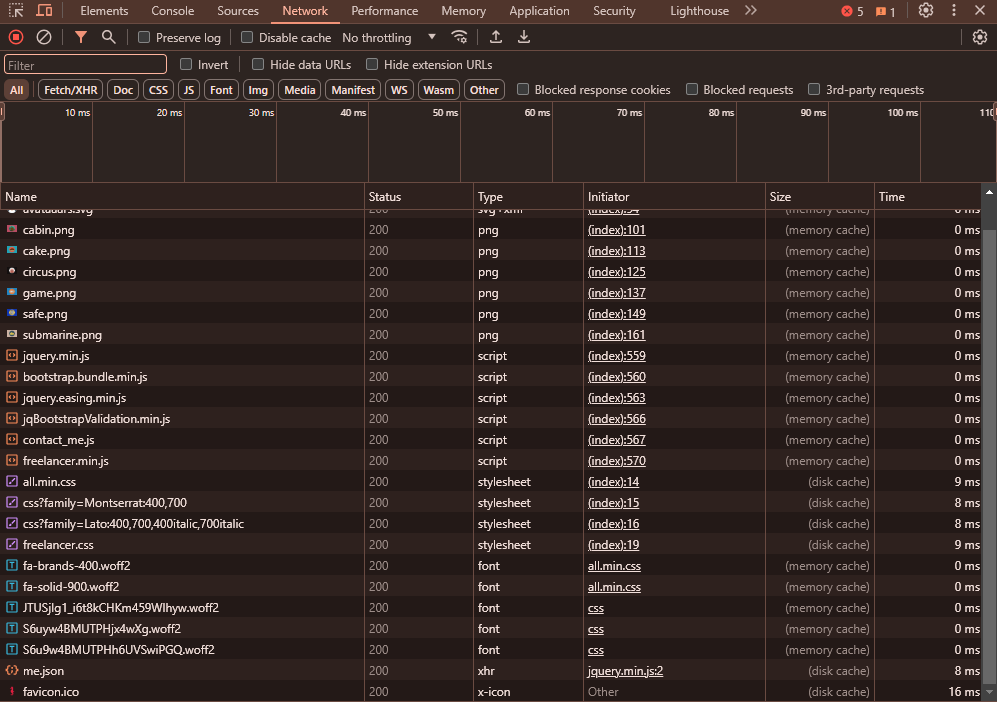 Elements Console Sources Network Performance Memory Application Security Lighthouse 5 1
Preserve log Disable cache No throttling
Filter Invert Hide data URLs Hide extension URLs
All Fetch/XHR Doc CSS JS Font Img Media Manifest WS Wasm Other Blocked response cookies Blocked requests 3rd-party requests
10 ms 20 ms 30 ms 40 ms 50 ms 60 ms 70 ms 80 ms 90 ms 100 ms 110
Name Status Type Initiator Size Time
avataaars.svg 200 svg+xml (index):54 (memory cache) 0 ms
cabin.png 200 png (index):101 (memory cache) 0 ms
cake.png 200 png (index):113 (memory cache) 0 ms
circus.png 200 png (index):125 (memory cache) 0 ms
game.png 200 png (index):137 (memory cache) 0 ms
safe.png 200 png (index):149 (memory cache) 0 ms
submarine.png 200 png (index):161 (memory cache) 0 ms
jquery.min.js 200 script (index):559 (memory cache) 0 ms
bootstrap.bundle.min.js 200 script (index):560 (memory cache) 0 ms
jquery.easing.min.js 200 script (index):563 (memory cache) 0 ms
jqBootstrapValidation.min.js 200 script (index):566 (memory cache) 0 ms
contact_me.js 200 script (index):567 (memory cache) 0 ms
freelancer.min.js 200 script (index):570 (memory cache) 0 ms
all.min.css 200 stylesheet (index):14 (disk cache) 9 ms
css?family=Montserrat:400,700 200 stylesheet (index):15 (disk cache) 8 ms
css?family=Lato:400,700,400italic,700italic 200 stylesheet (index):16 (disk cache) 8 ms
freelancer.css 200 stylesheet (index):19 (disk cache) 9 ms
fa-brands-400.woff2 200 font all.min.css (memory cache) 0 ms
fa-solid-900.woff2 200 font all.min.css (memory cache) 0 ms
JTUSjIg1_i6t8kCHKm459WIhyw.woff2 200 font css (memory cache) 0 ms
S6uyw4BMUTPHjx4wXg.woff2 200 font css (memory cache) 0 ms
S6u9w4BMUTPHh6UVSwiPGQ.woff2 200 font css (memory cache) 0 ms
me.json 200 xhr jquery.min.js:2 (disk cache) 8 ms
favicon.ico 200 x-icon Other (disk cache) 16 ms